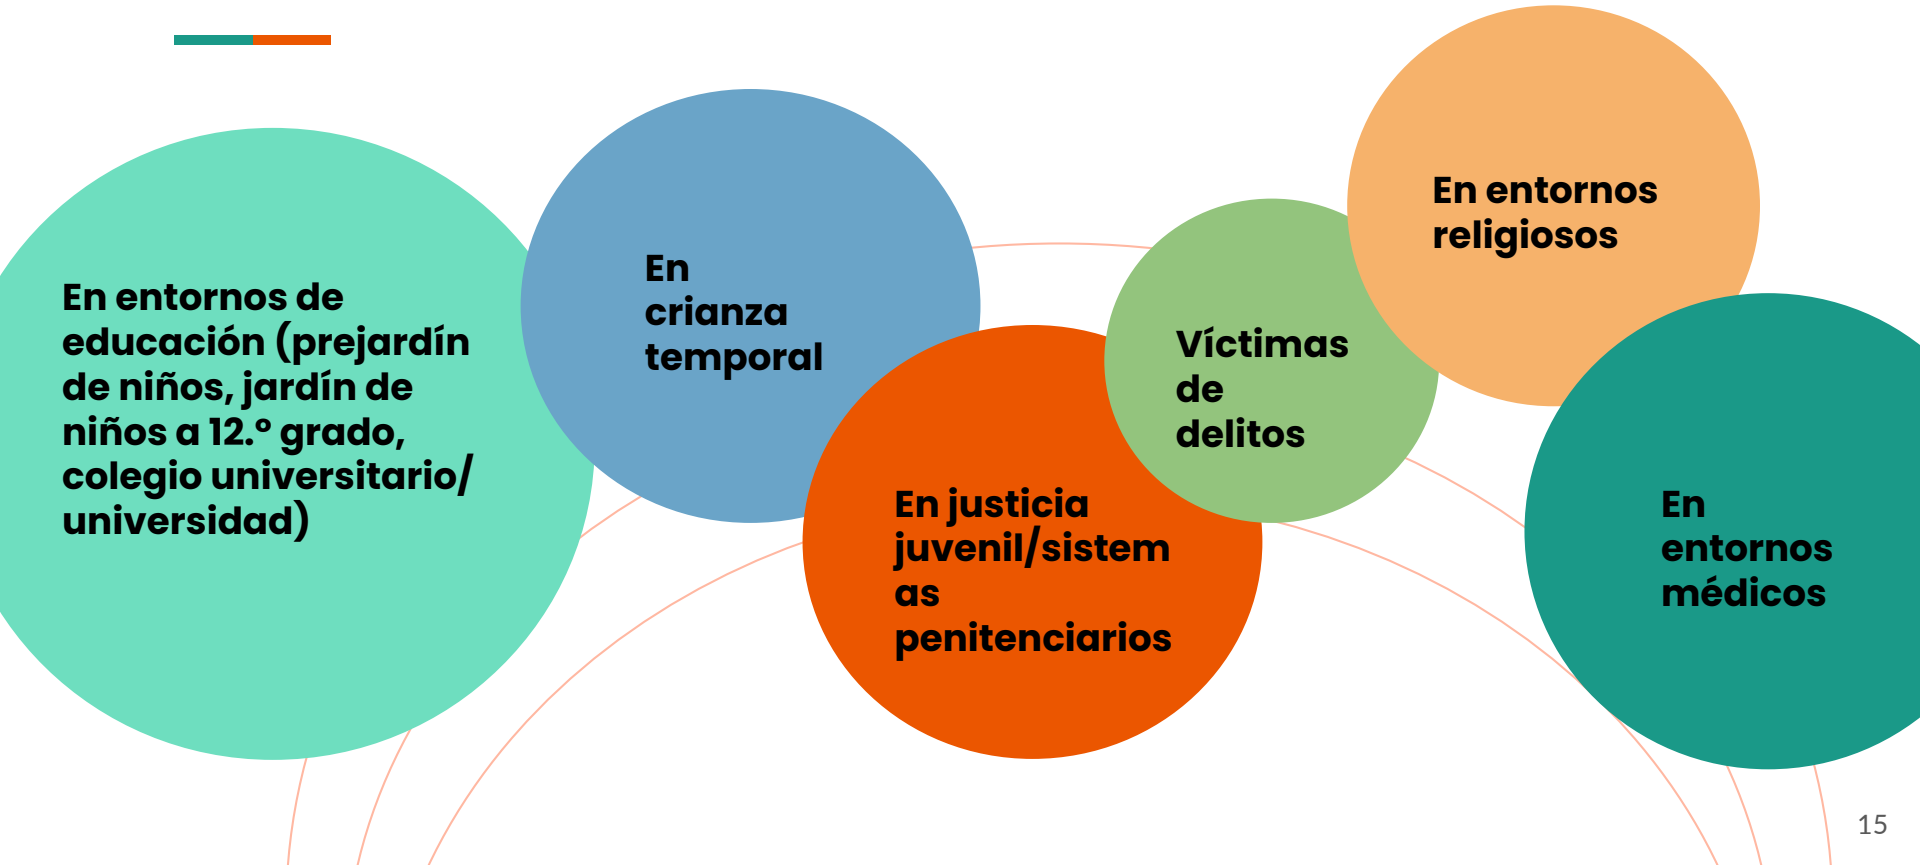 En entornos de
educación (prejardín
de niños, jardín de
niños a 12.º grado,
colegio universitario/
universidad)
En
crianza
temporal
En justicia
juvenil/sistem
as
penitenciarios
Víctimas
de
delitos
En entornos
religiosos
En
entornos
médicos
15